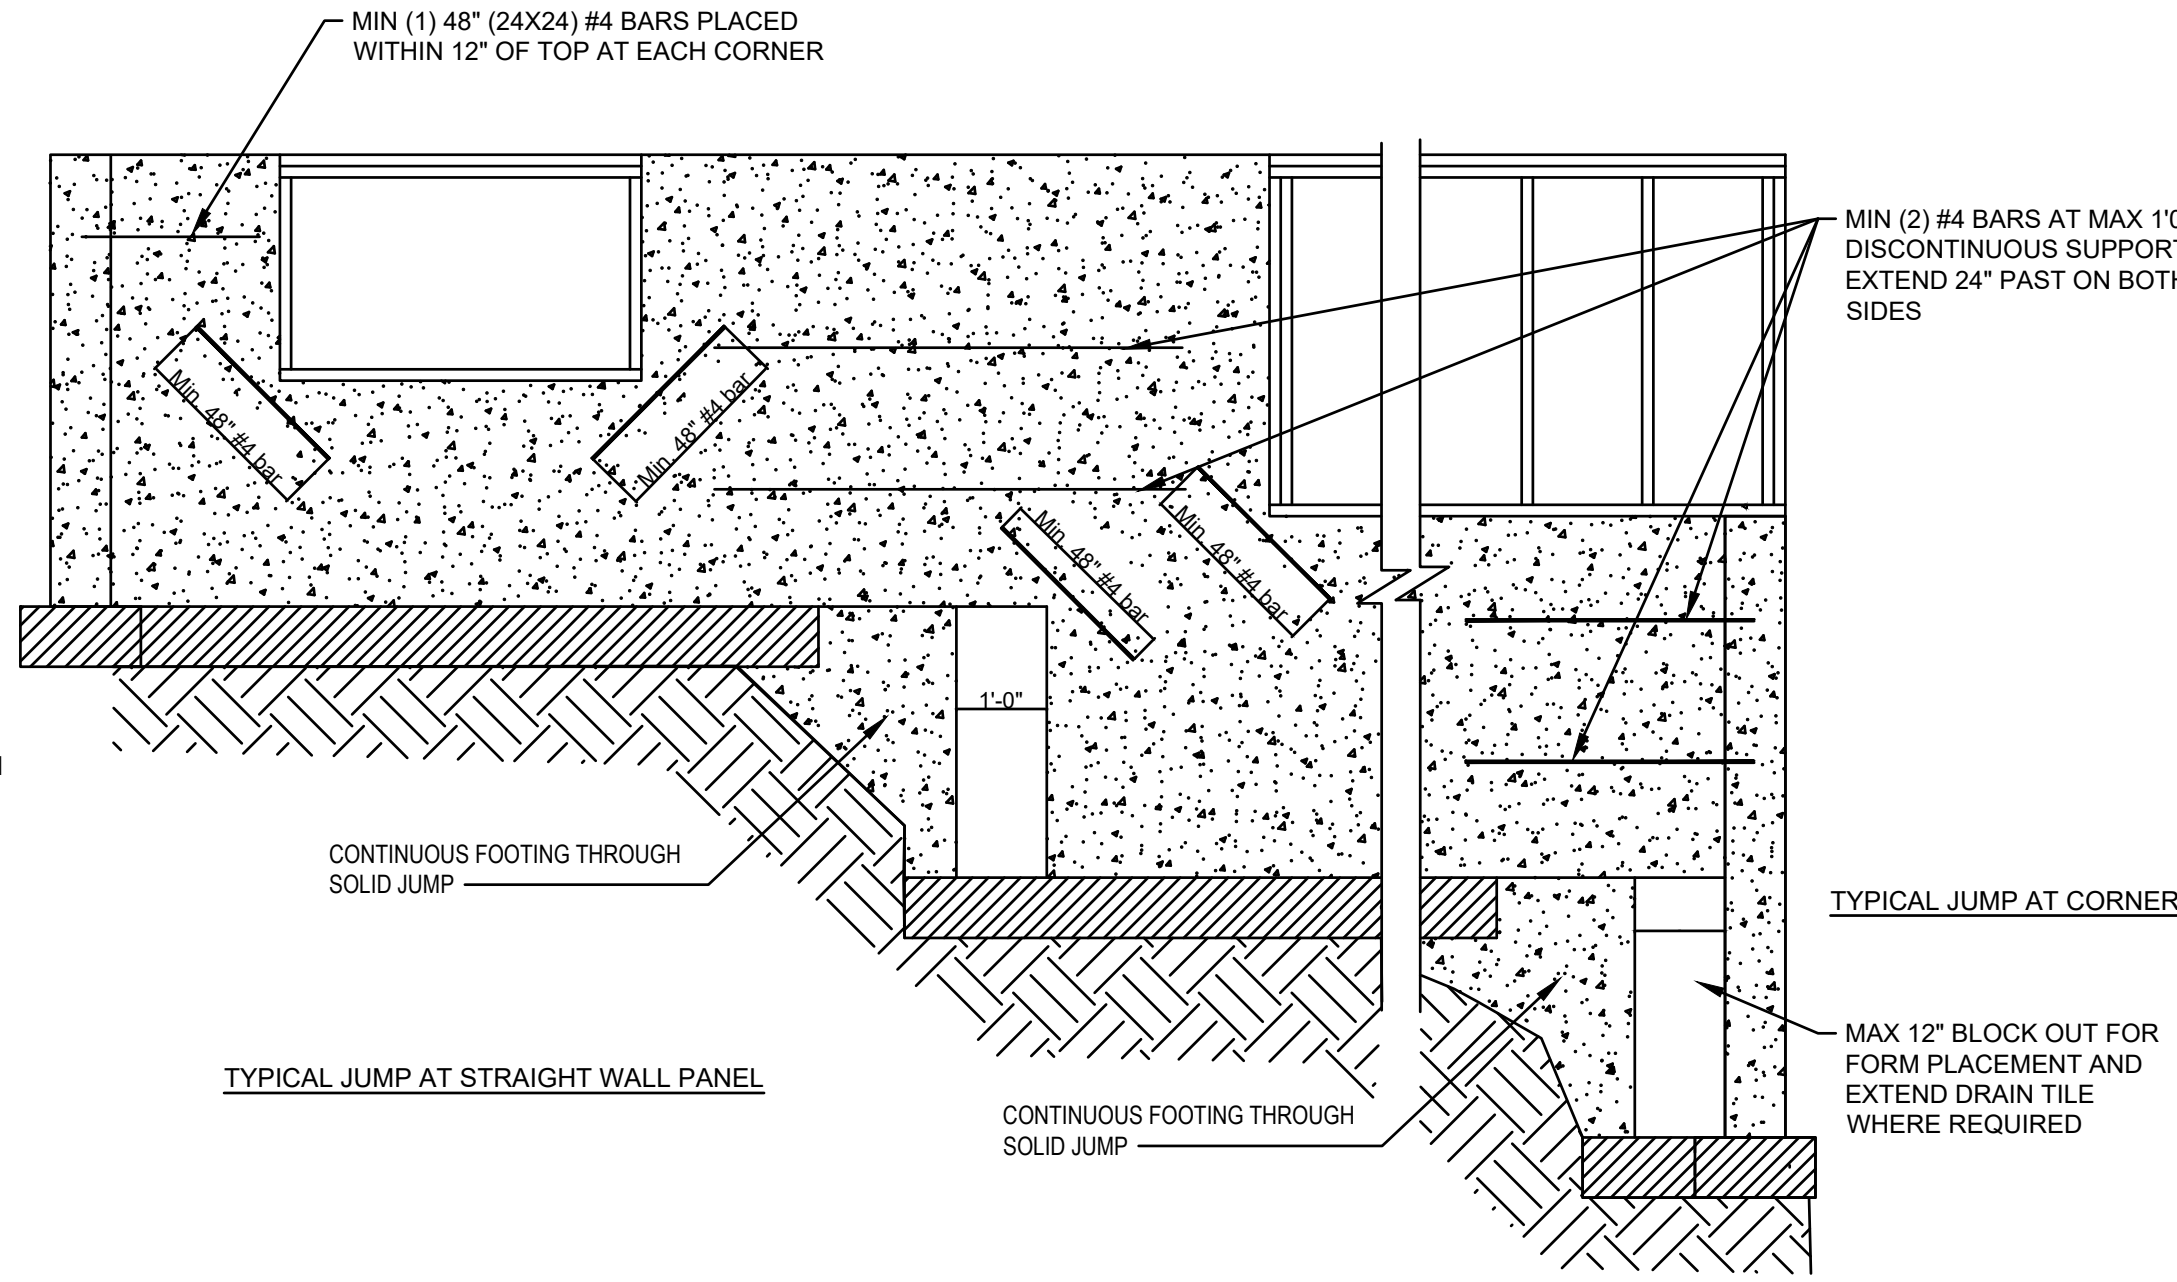 MIN (1) 48" (24X24) #4 BARS PLACED
WITHIN 12" OF TOP AT EACH CORNER
MIN (2) #4 BARS AT MAX 1'0
DISCONTINUOUS SUPPORT
EXTEND 24" PAST ON BOTH
SIDES
Min. 48" #4 bar
Min. 48" #4 bar
Min. 48" #4 bar
Min. 48" #4 bar
1'-0"
CONTINUOUS FOOTING THROUGH
SOLID JUMP
TYPICAL JUMP AT CORNER
TYPICAL JUMP AT STRAIGHT WALL PANEL
MAX 12" BLOCK OUT FOR
FORM PLACEMENT AND
EXTEND DRAIN TILE
WHERE REQUIRED
CONTINUOUS FOOTING THROUGH
SOLID JUMP